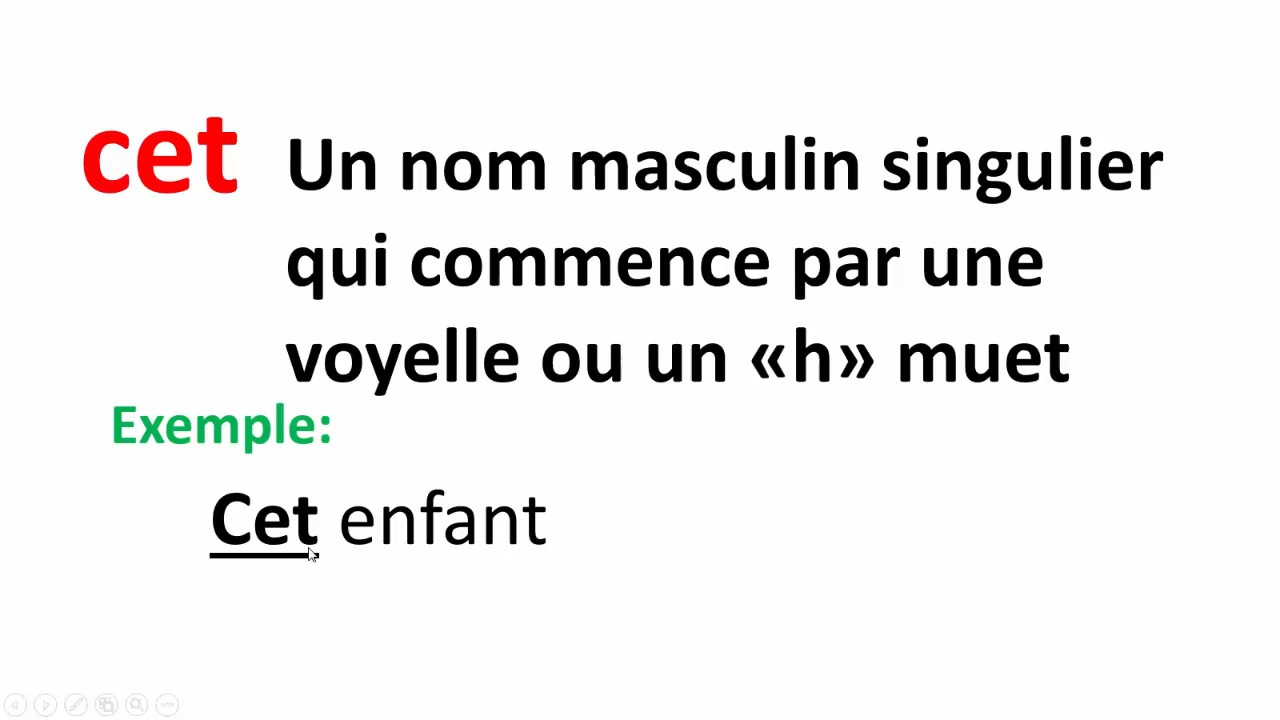 cet Un nom masculin singulier
qui commence par une
voyelle ou un «h» muet
Exemple:
Cet enfant